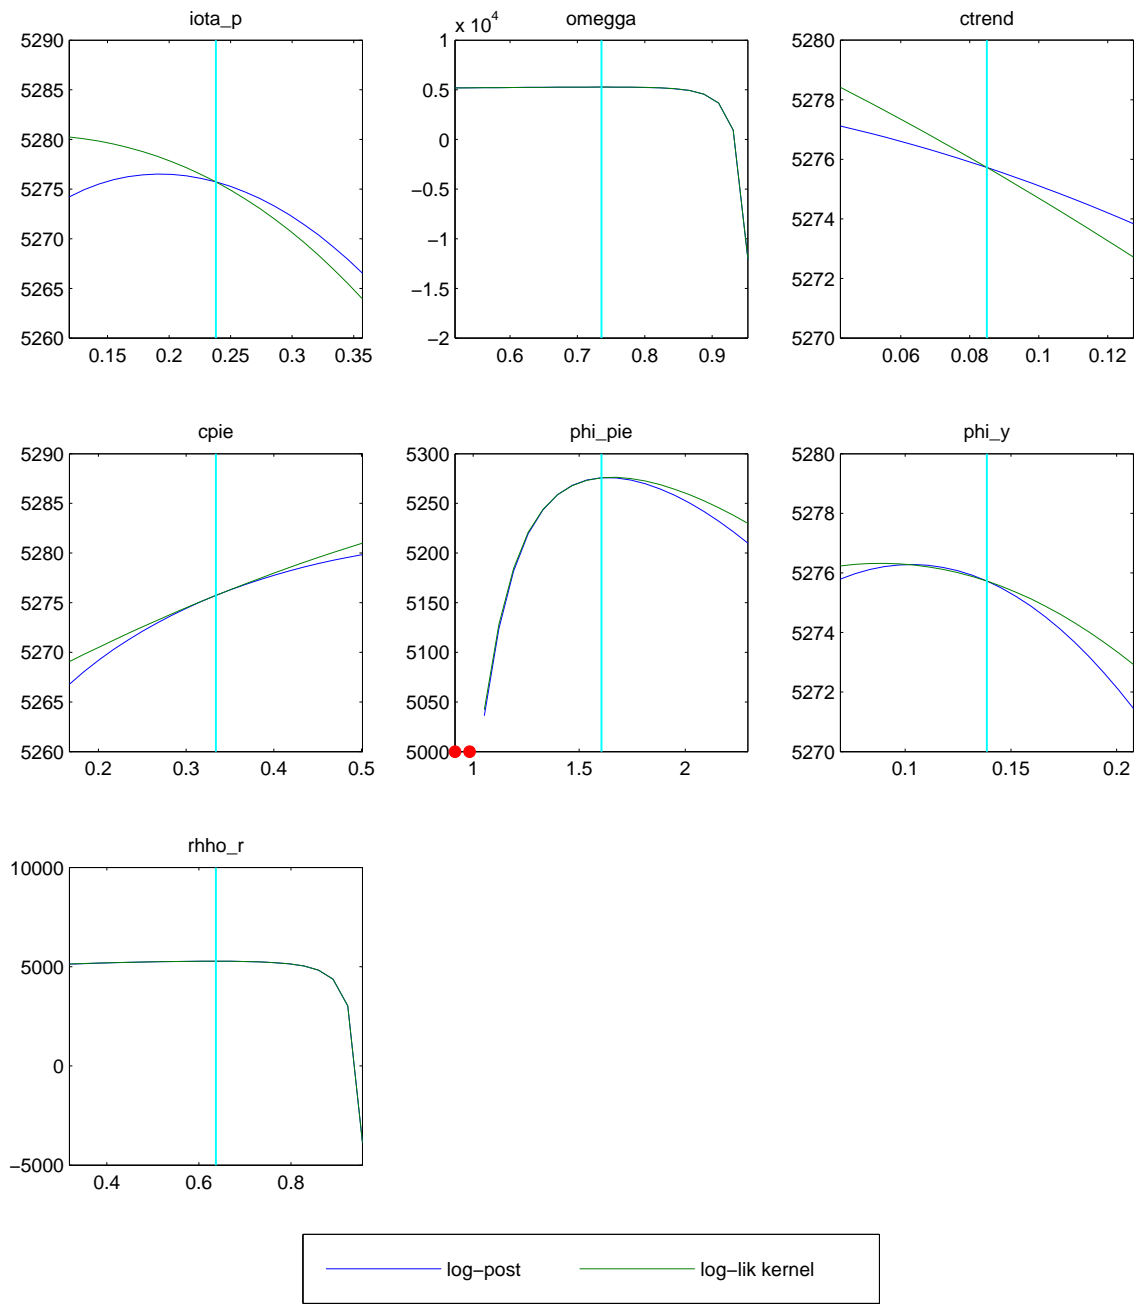 iota_p
5290
5285
5280
5275
5270
5265
5260
0.15 0.2 0.25 0.3 0.35
omegga
x 10^4
1
0.5
0
−0.5
−1
−1.5
−2
0.6 0.7 0.8 0.9
ctrend
5280
5278
5276
5274
5272
5270
0.06 0.08 0.1 0.12
cpie
5290
5285
5280
5275
5270
5265
5260
0.2 0.3 0.4 0.5
phi_pie
5300
5250
5200
5150
5100
5050
5000
1 1.5 2
phi_y
5280
5278
5276
5274
5272
5270
0.1 0.15 0.2
rhho_r
10000
5000
0
−5000
0.4 0.6 0.8
log−post log−lik kernel